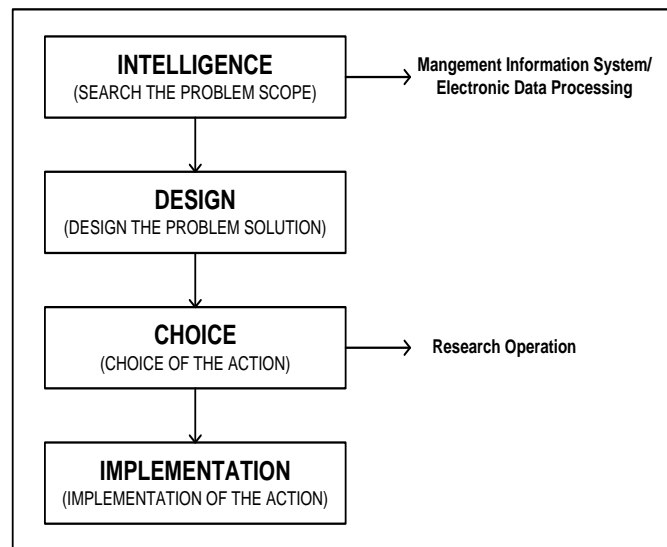 INTELLIGENCE
(SEARCH THE PROBLEM SCOPE)
Mangement Information System/
Electronic Data Processing
DESIGN
(DESIGN THE PROBLEM SOLUTION)
CHOICE
(CHOICE OF THE ACTION)
Research Operation
IMPLEMENTATION
(IMPLEMENTATION OF THE ACTION)